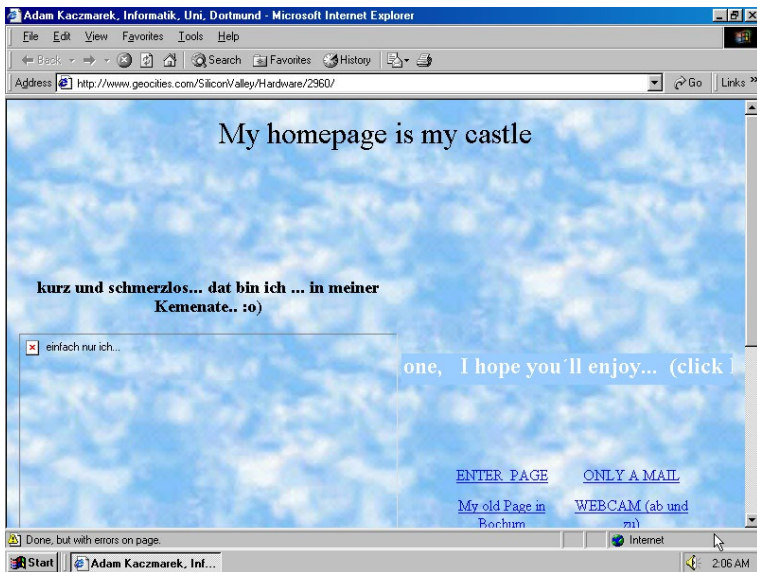 Adam Kaczmarek, Informatik, Uni, Dortmund - Microsoft Internet Explorer
File Edit View Favorites Tools Help
Back Search Favorites History
Address http://www.geocities.com/SiliconValley/Hardware/2960/ Go Links »
My homepage is my castle
kurz und schmerzlos... dat bin ich ... in meiner
Kemenate.. :o)
einfach nur ich...
one, I hope you´ll enjoy... (click
ENTER PAGE ONLY A MAIL
My old Page in WEBCAM (ab und
Bochum zu)
Done, but with errors on page. Internet
Start Adam Kaczmarek, Inf... 2:06 AM